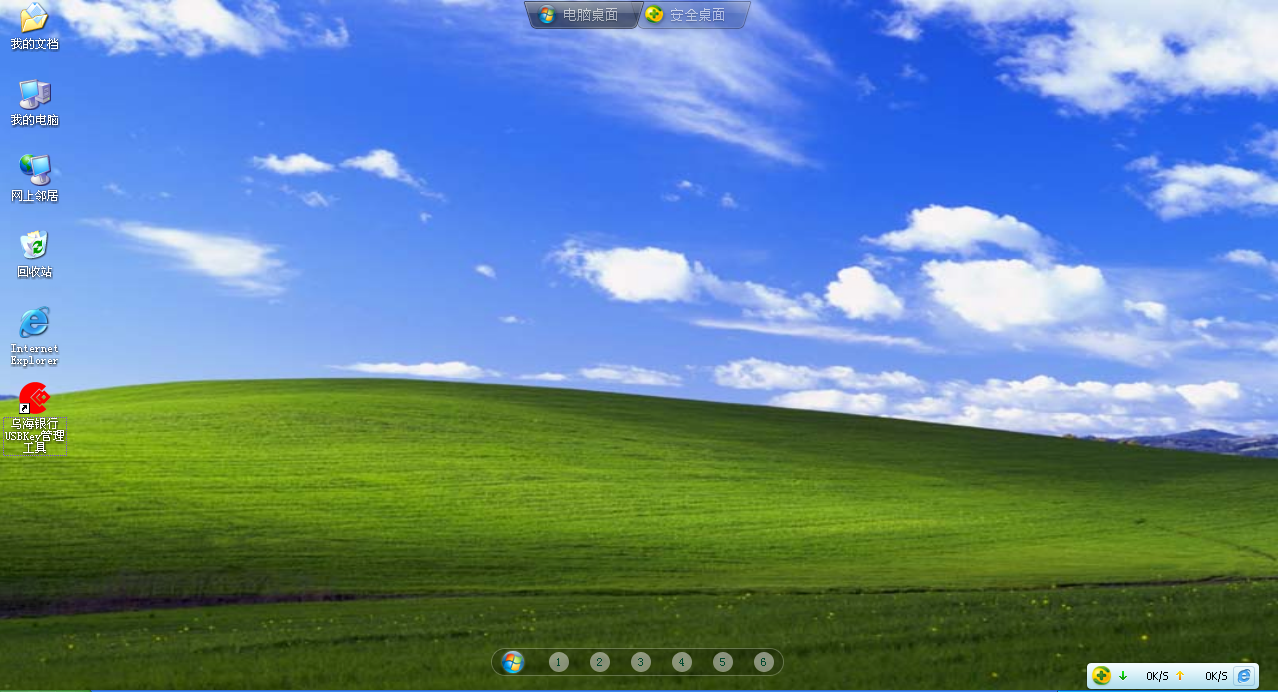 电脑桌面
安全桌面
我的文档
我的电脑
网上邻居
回收站
Internet
Explorer
乌海银行
USBKey管理
工具
1
2
3
4
5
6
0K/S
0K/S